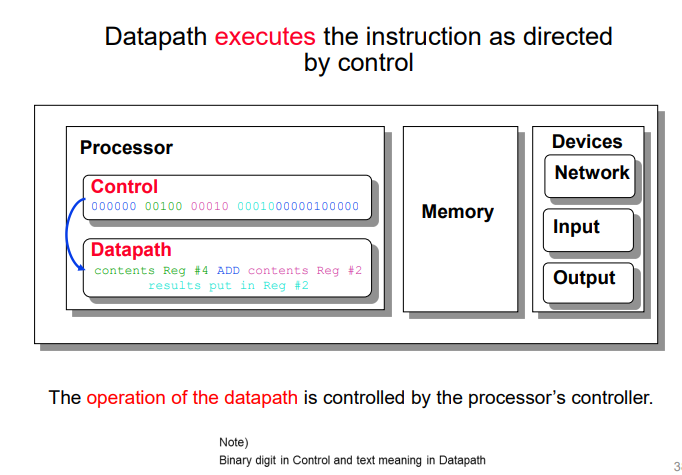 Datapath executes the instruction as directed
by control
Processor
Control
000000 00100 00010 0001000000100000
Datapath
contents Reg #4 ADD contents Reg #2
results put in Reg #2
Memory
Devices
Network
Input
Output
The operation of the datapath is controlled by the processor’s controller.
Note)
Binary digit in Control and text meaning in Datapath
3